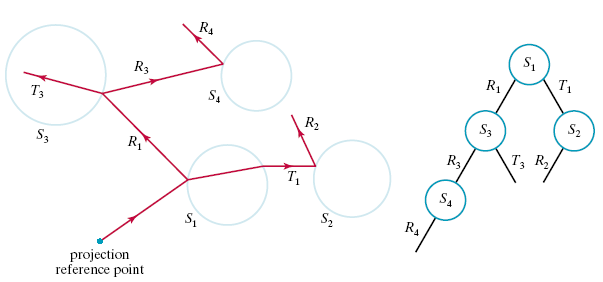 R4
R3
T3
S4
S3
R1
R2
T1
S1
S2
projection
reference point
S1
R1
T1
S3
S2
R3
T3
R2
S4
R4